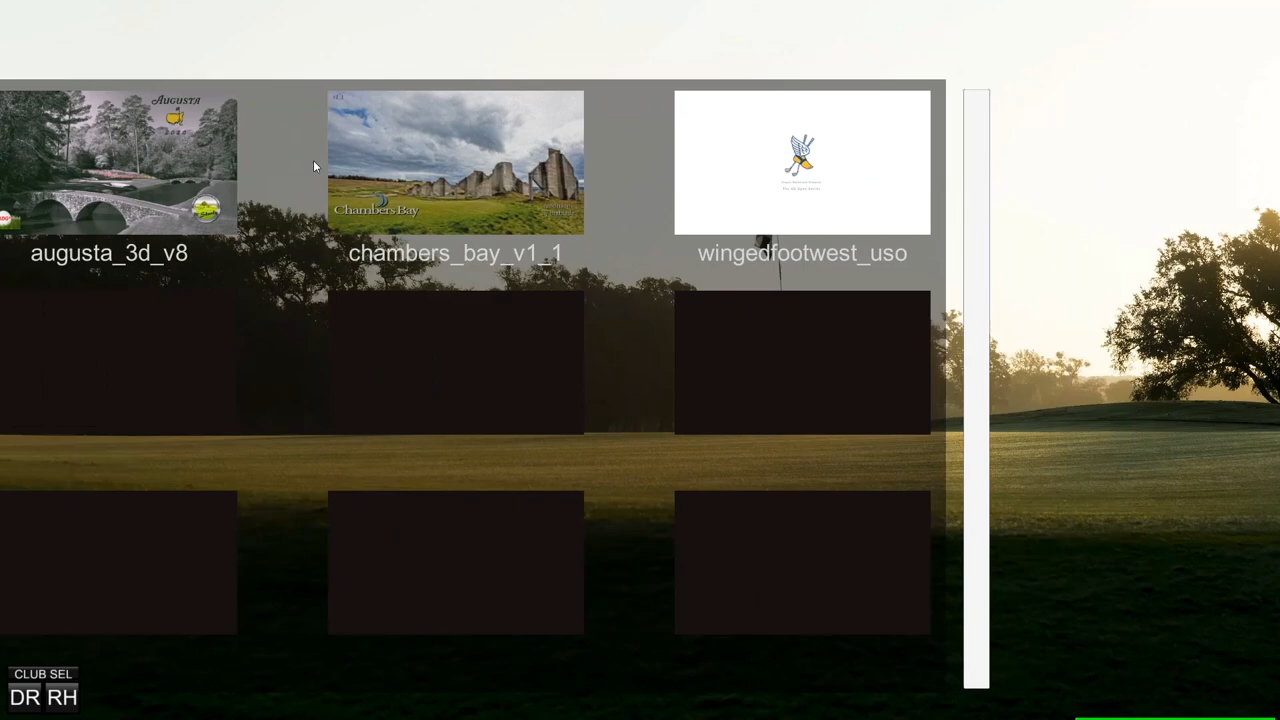 AUGUSTA
Chambers Bay
augusta_3d_v8
chambers_bay_v1_1
wingedfootwest_uso
CLUB SEL
DR RH